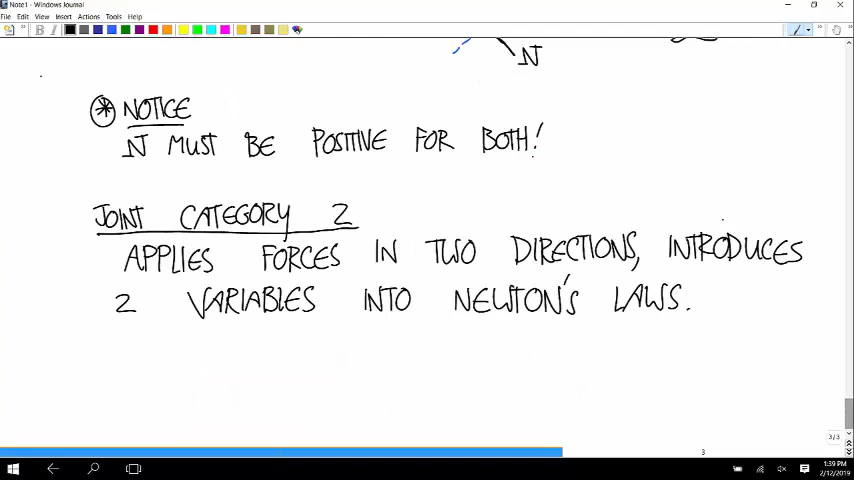 Note1 - Windows Journal
File Edit View Insert Actions Tools Help
B I
N
* NOTICE
N MUST BE POSITIVE FOR BOTH!
JOINT CATEGORY 2
APPLIES FORCES IN TWO DIRECTIONS, INTRODUCES
2 VARIABLES INTO NEWTON'S LAWS.
3/3
3
1:39 PM
2/12/2019